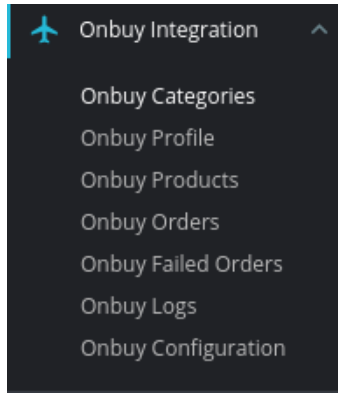 Onbuy Integration
Onbuy Categories
Onbuy Profile
Onbuy Products
Onbuy Orders
Onbuy Failed Orders
Onbuy Logs
Onbuy Configuration